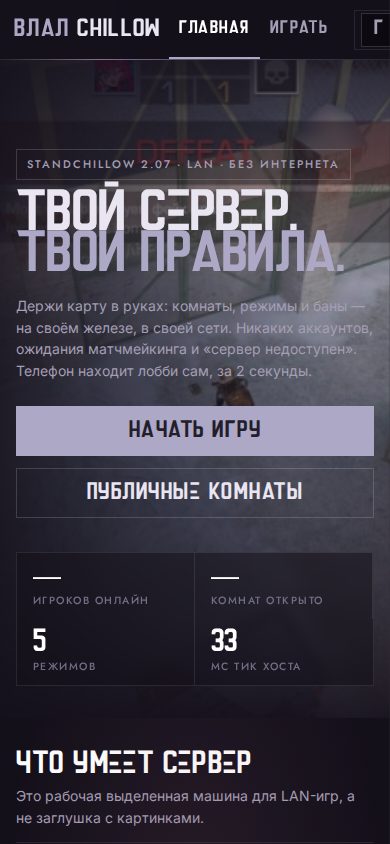 ВЛАЛ CHILLOW ГЛАВНАЯ ИГРАТЬ Г
1 1
DEFEAT
STANDCHILLOW 2.07 · LAN · БЕЗ ИНТЕРНЕТА
ТВОЙ СЕРВЕР.
ТВОИ ПРАВИЛА.
Держи карту в руках: комнаты, режимы и баны —
на своём железе, в своей сети. Никаких аккаунтов,
ожидания матчмейкинга и «сервер недоступен».
Телефон находит лобби сам, за 2 секунды.
НАЧАТЬ ИГРУ
ПУБЛИЧНЫЕ КОМНАТЫ
— —
ИГРОКОВ ОНЛАЙН КОМНАТ ОТКРЫТО
5 33
РЕЖИМОВ МС ТИК ХОСТА
ЧТО УМЕЕТ СЕРВЕР
Это рабочая выделенная машина для LAN-игр, а
не заглушка с картинками.